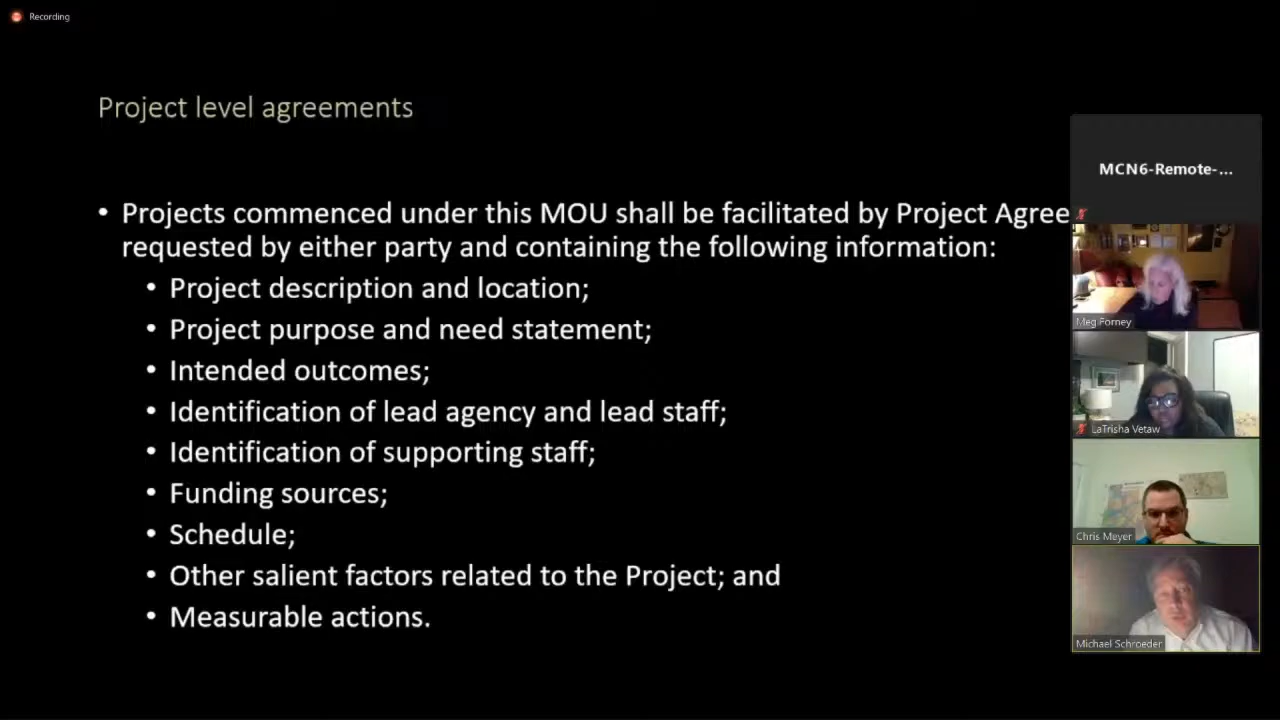 Recording
Project level agreements
• Projects commenced under this MOU shall be facilitated by Project Agree
requested by either party and containing the following information:
• Project description and location;
• Project purpose and need statement;
• Intended outcomes;
• Identification of lead agency and lead staff;
• Identification of supporting staff;
• Funding sources;
• Schedule;
• Other salient factors related to the Project; and
• Measurable actions.
MCN6-Remote-...
Meg Forney
LaTrisha Vetaw
Chris Meyer
Michael Schroeder